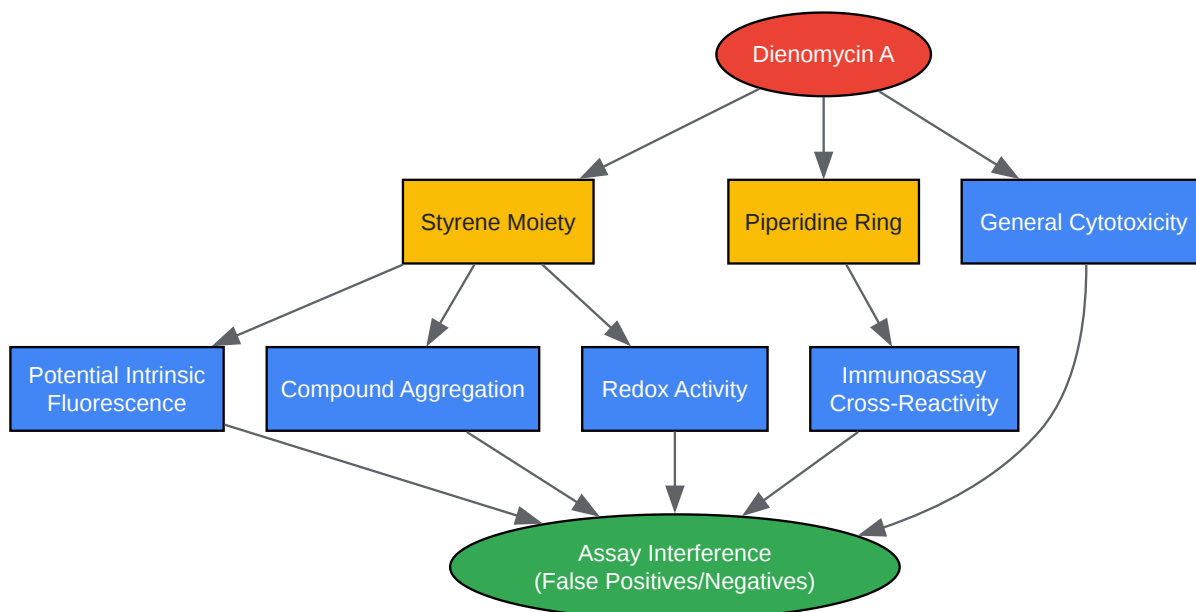 Dienomycin A
Styrene Moiety
Piperidine Ring
General Cytotoxicity
Potential Intrinsic
Fluorescence
Compound Aggregation
Redox Activity
Immunoassay
Cross-Reactivity
Assay Interference
(False Positives/Negatives)